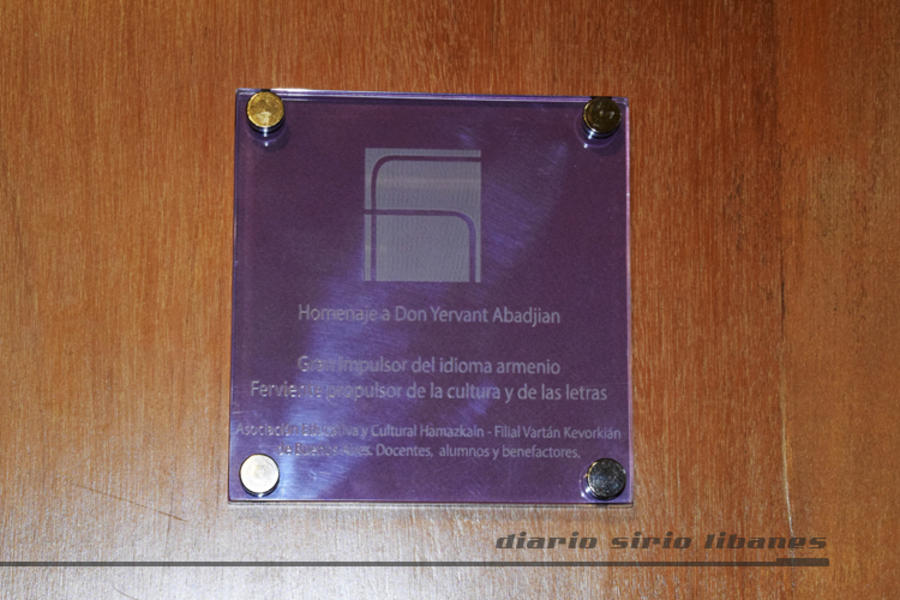 Homenaje a Don Yervant Abadjian
Gran impulsor del idioma armenio
Ferviente propulsor de la cultura y de las letras
Asociación Educativa y Cultural Hamazkaín - Filial Vartán Kevorkián
de Buenos Aires. Docentes, alumnos y benefactores.
diario sirio libanes